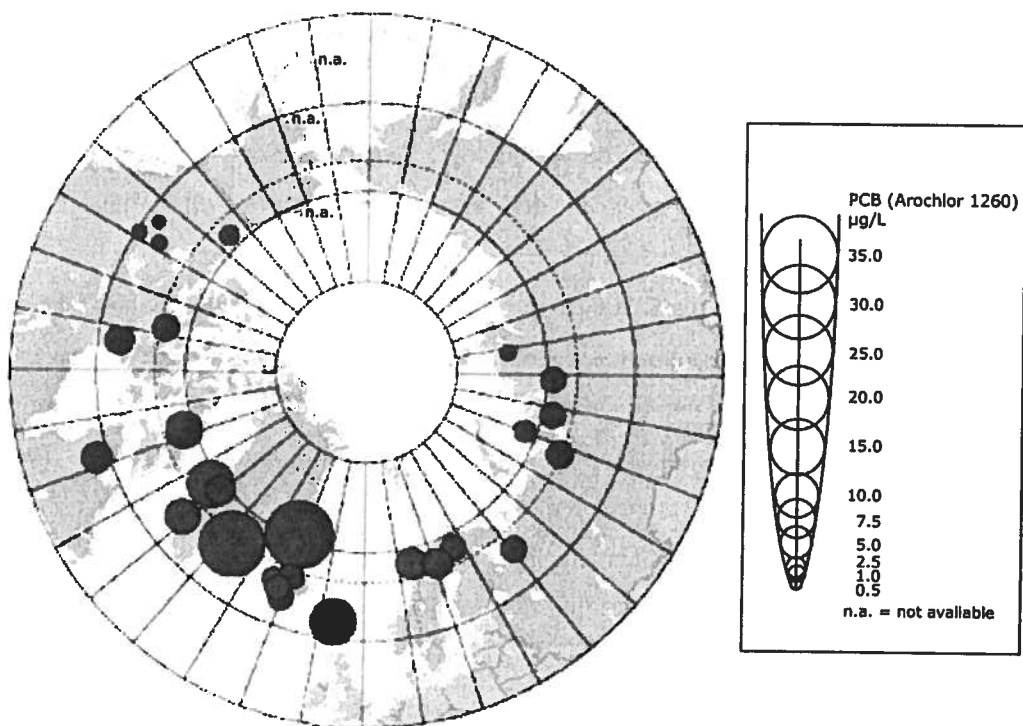 n.a.
n.a.
n.a.
PCB (Arochlor 1260)
µg/L
35.0
30.0
25.0
20.0
15.0
10.0
7.5
5.0
2.5
1.0
0.5
n.a. = not available